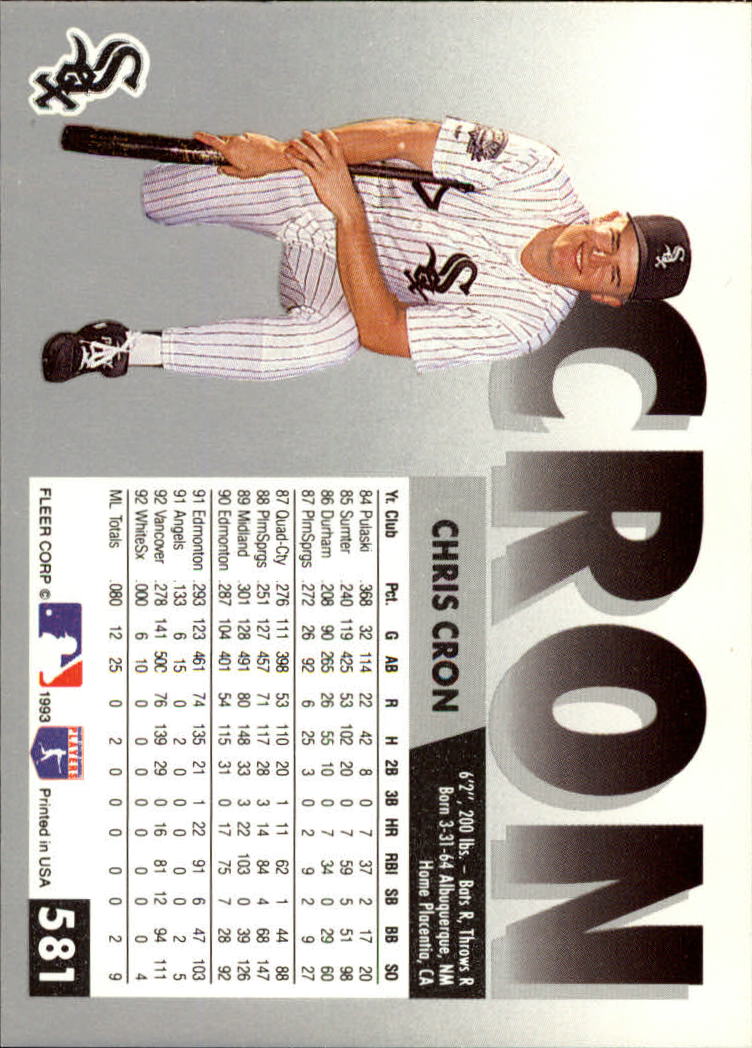 CRON
CHRIS CRON
6'2", 200 lbs. – Bats R, Throws R
Born 3-31-64 Albuquerque, NM
Home Placentia, CA
Yr. Club Pct. G AB R H 2B 3B HR RBI SB BB SO
84 Pulaski .368 32 114 22 42 8 0 7 37 2 17 20
85 Sumter .240 119 425 53 102 20 0 7 59 5 51 98
86 Durham .208 90 265 26 55 10 0 7 34 0 29 60
87 PlmSprgs .272 26 92 6 25 3 0 2 9 2 9 27
87 Quad-Cty .276 111 398 53 110 20 1 11 62 1 44 88
88 PlmSprgs .251 127 457 71 117 28 3 14 84 4 68 147
89 Midland .301 128 491 80 148 33 3 22 103 0 39 126
90 Edmonton .287 104 401 54 115 31 0 17 75 7 28 92
91 Edmonton .293 123 461 74 135 21 1 22 91 6 47 103
91 Angels .133 6 15 0 2 0 0 0 0 0 2 5
92 Vancover .278 141 500 76 139 29 0 16 81 12 94 111
92 WhiteSx .000 6 10 0 0 0 0 0 0 0 0 4
ML Totals .080 12 25 0 2 0 0 0 0 0 2 9
FLEER CORP © 1993 PLAYERS Printed in USA 581
Sox
Sox
Sox